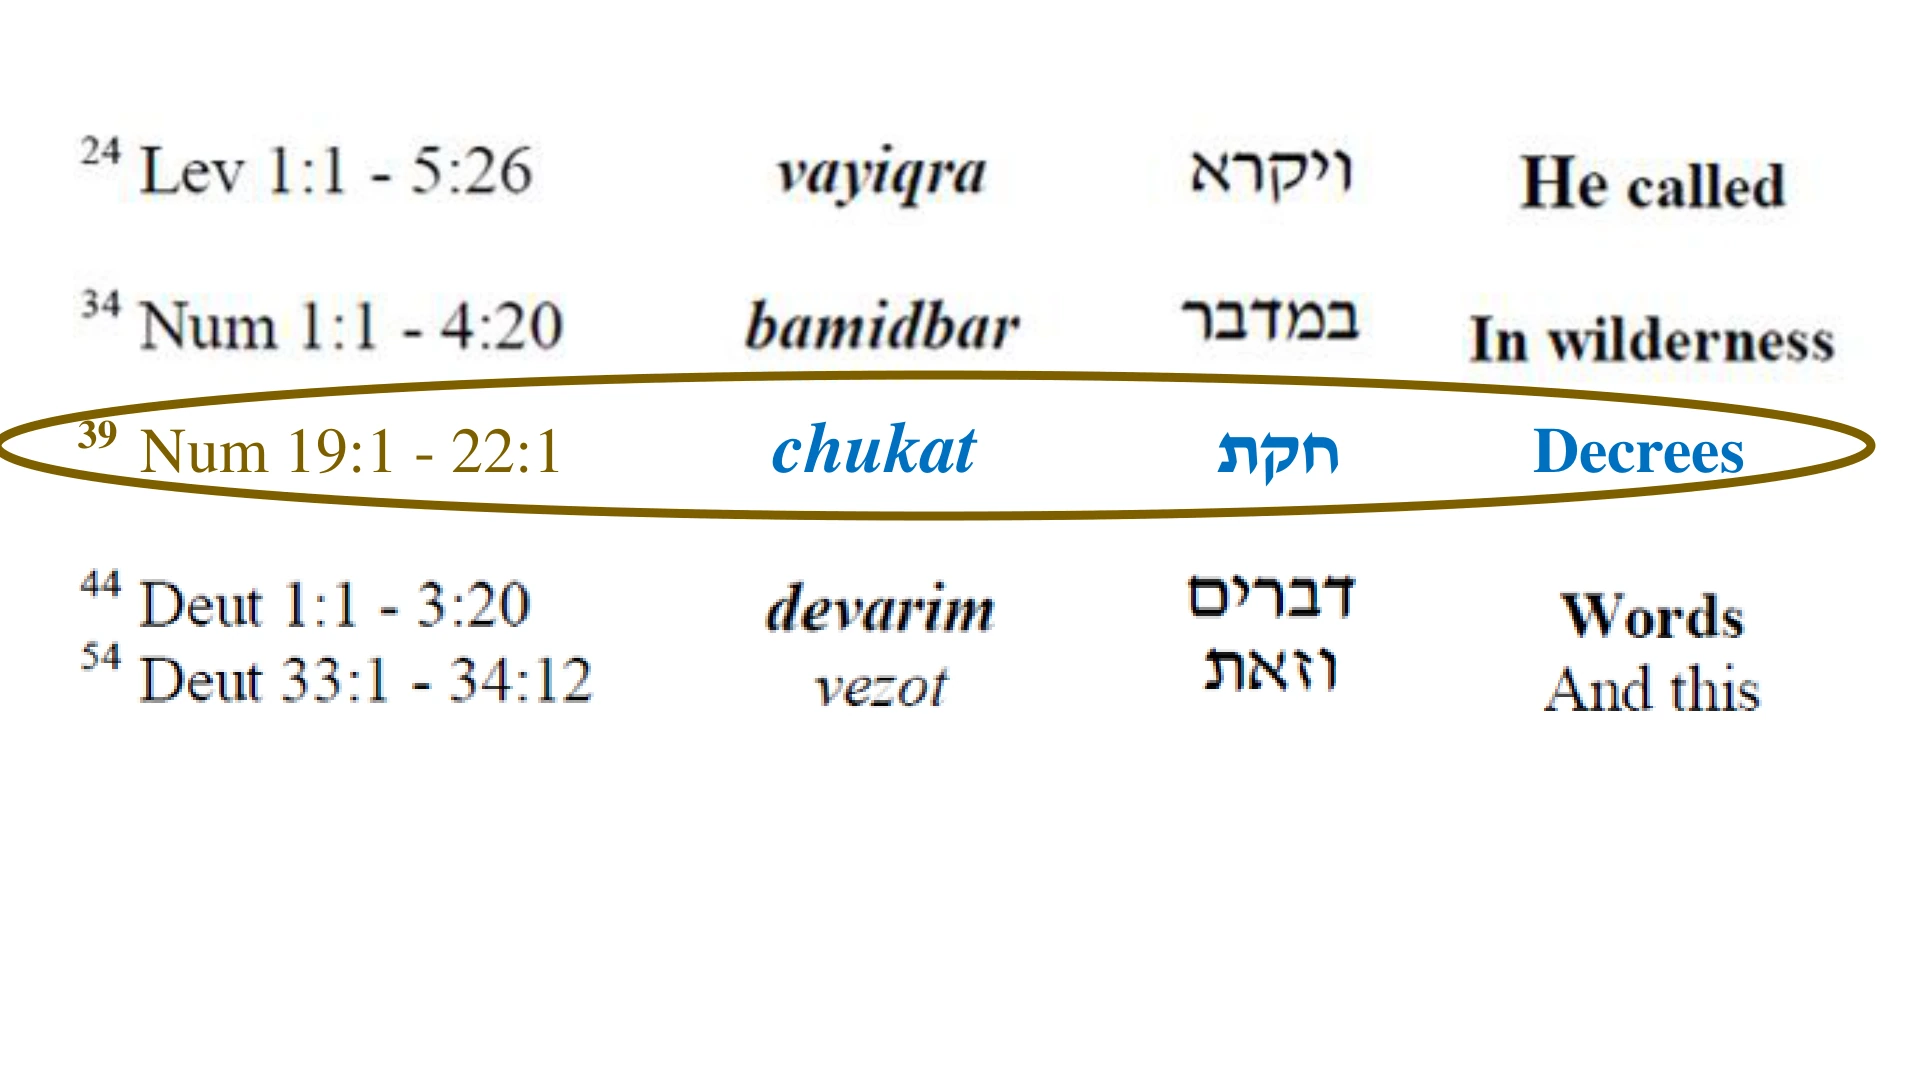 24 Lev 1:1 - 5:26 vayiqra ויקרא He called
34 Num 1:1 - 4:20 bamidbar במדבר In wilderness
39 Num 19:1 - 22:1 chukat חקת Decrees
44 Deut 1:1 - 3:20 devarim דברים Words
54 Deut 33:1 - 34:12 vezot וזאת And this